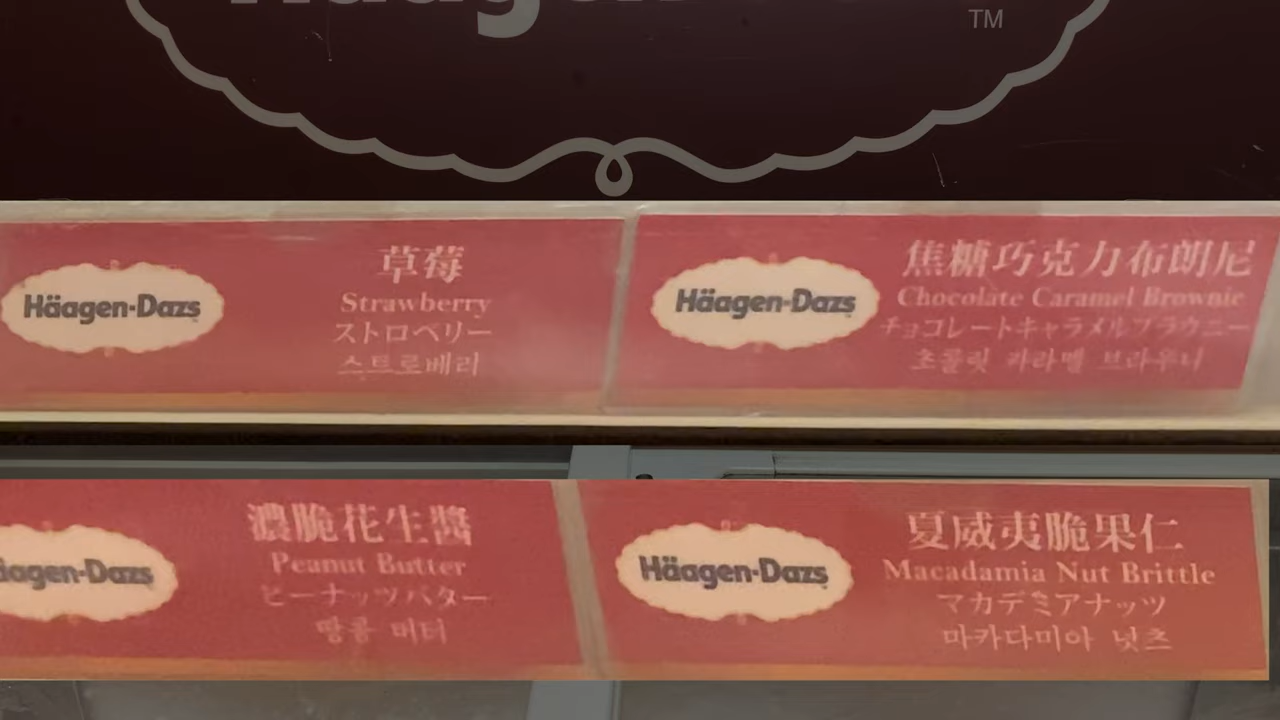 TM
Häagen-Dazs
草莓
Strawberry
ストロベリー
스트로베리
Häagen-Dazs
焦糖巧克力布朗尼
Chocolate Caramel Brownie
チョコレートキャラメルブラウニー
초콜릿 카라멜 브라우니
Häagen-Dazs
濃脆花生醬
Peanut Butter
ピーナッツバター
땅콩 버터
Häagen-Dazs
夏威夷脆果仁
Macadamia Nut Brittle
マカデミアナッツ
마카다미아 넛츠